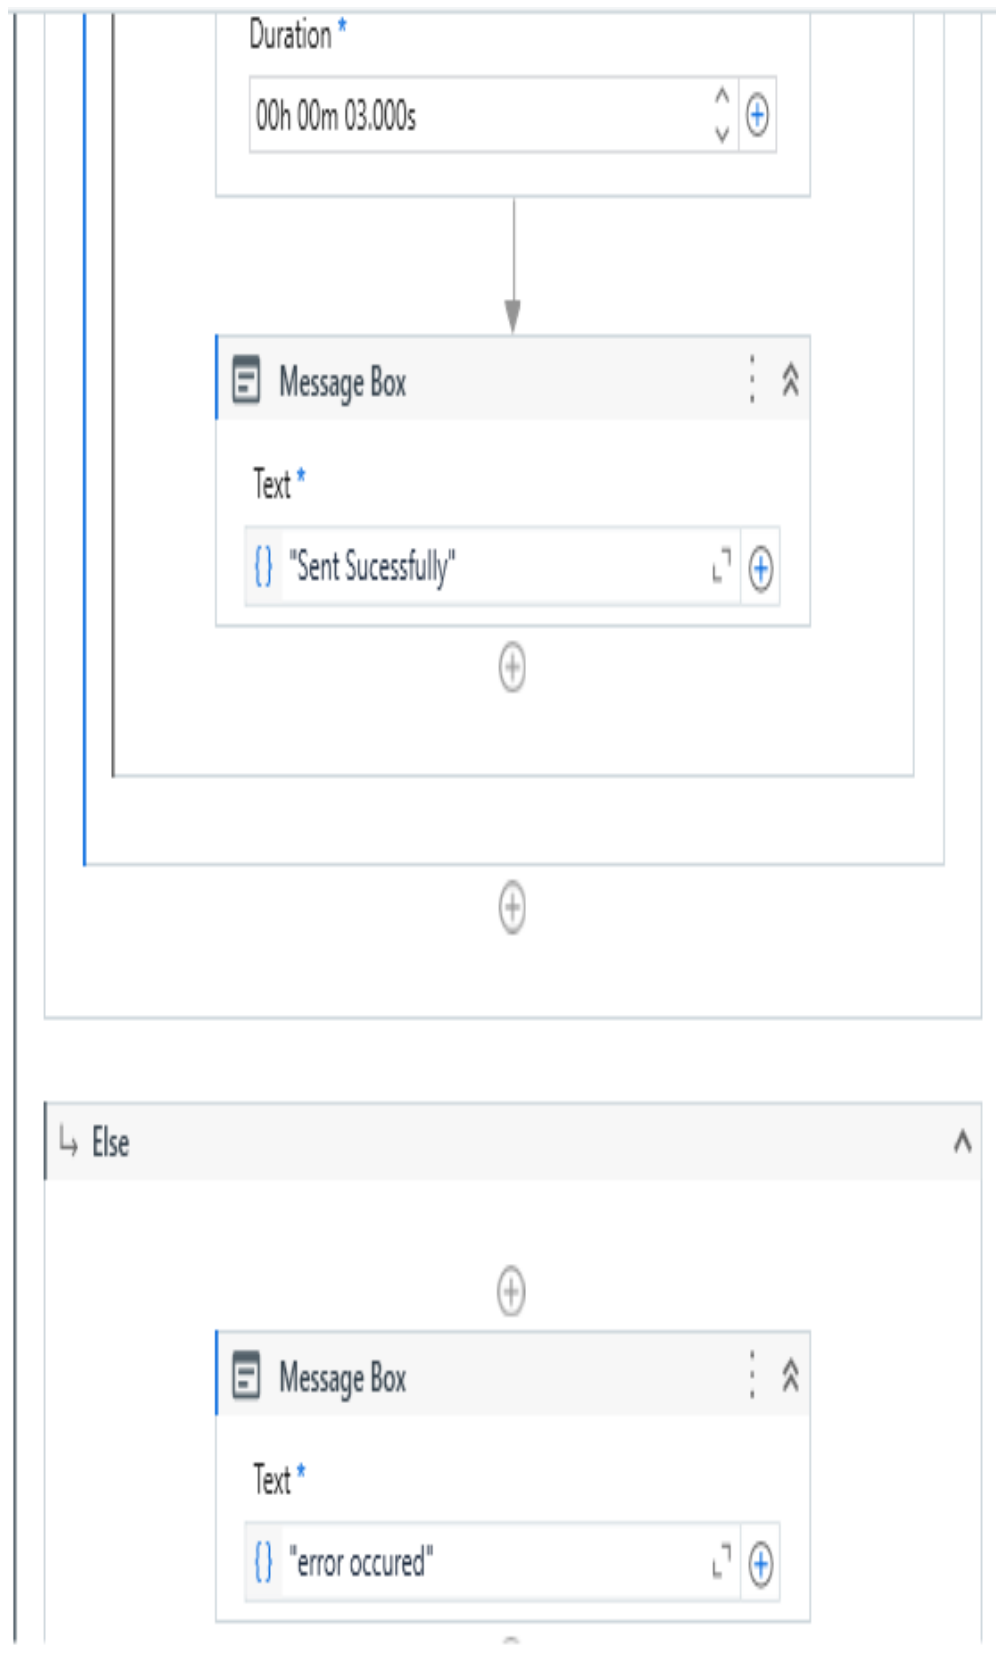 Duration *
00h 00m 03.000s
Message Box
Text *
{} "Sent Sucessfully"
Else
Message Box
Text *
{} "error occured"